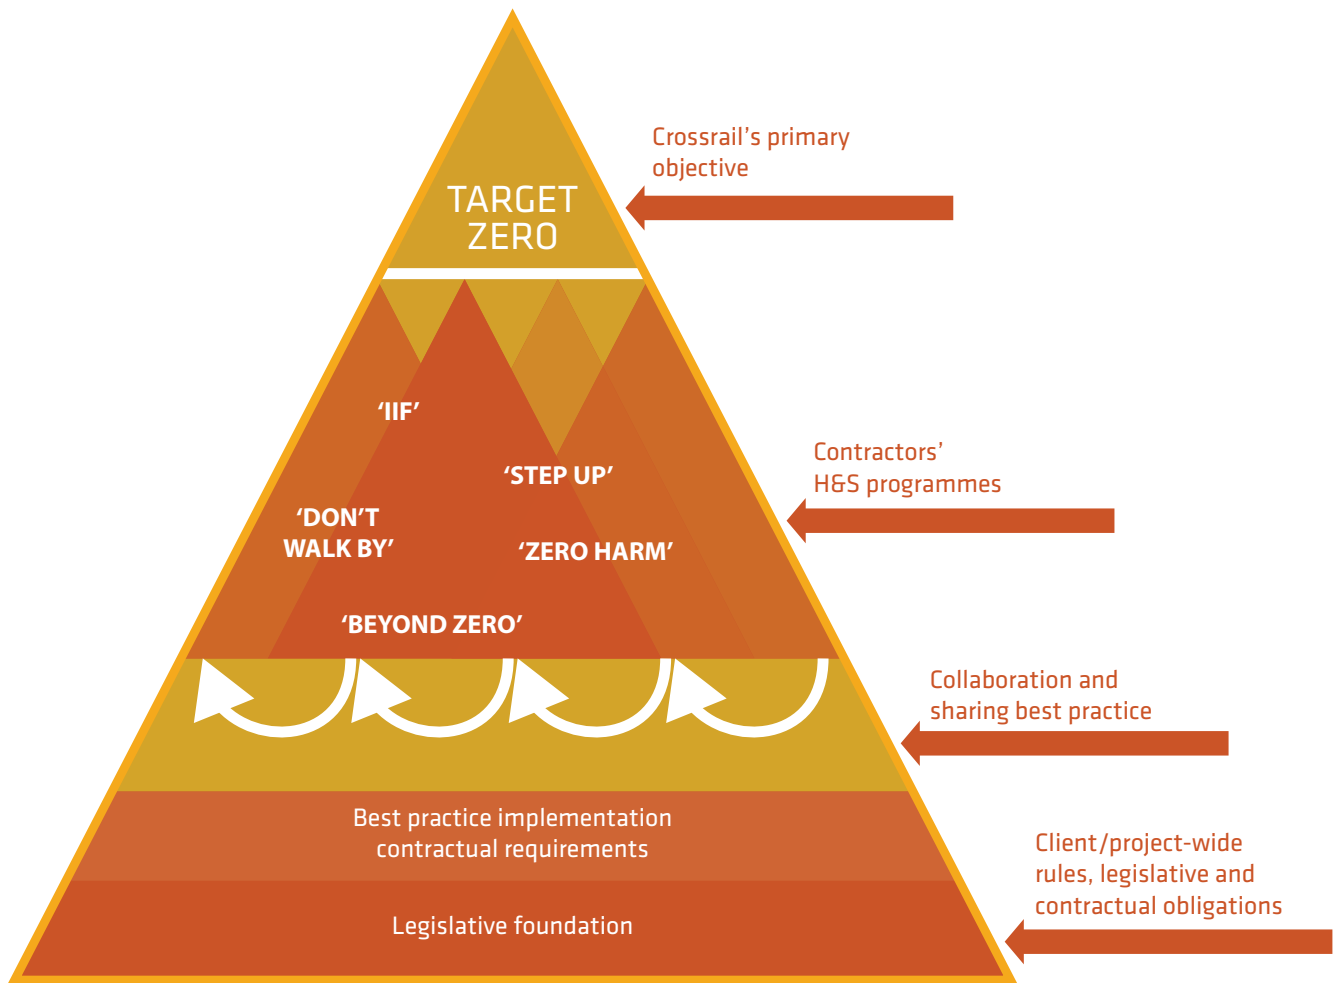 Crossrail’s primary
objective
TARGET
ZERO
‘IIF’
Contractors’
H&S programmes
‘STEP UP’
‘DON’T
WALK BY’
‘ZERO HARM’
‘BEYOND ZERO’
Collaboration and
sharing best practice
Best practice implementation
contractual requirements
Client/project-wide
rules, legislative and
contractual obligations
Legislative foundation